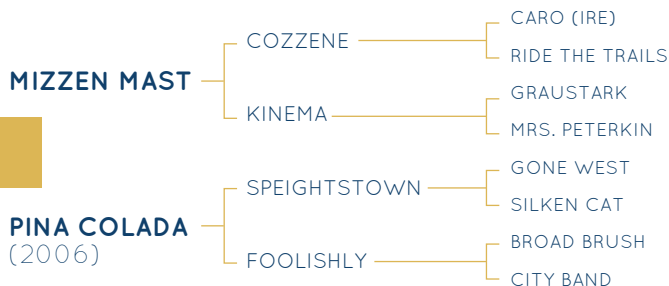 MIZZEN MAST
COZZENE
CARO (IRE)
RIDE THE TRAILS
KINEMA
GRAUSTARK
MRS. PETERKIN
PINA COLADA
(2006)
SPEIGHTSTOWN
GONE WEST
SILKEN CAT
FOOLISHLY
BROAD BRUSH
CITY BAND